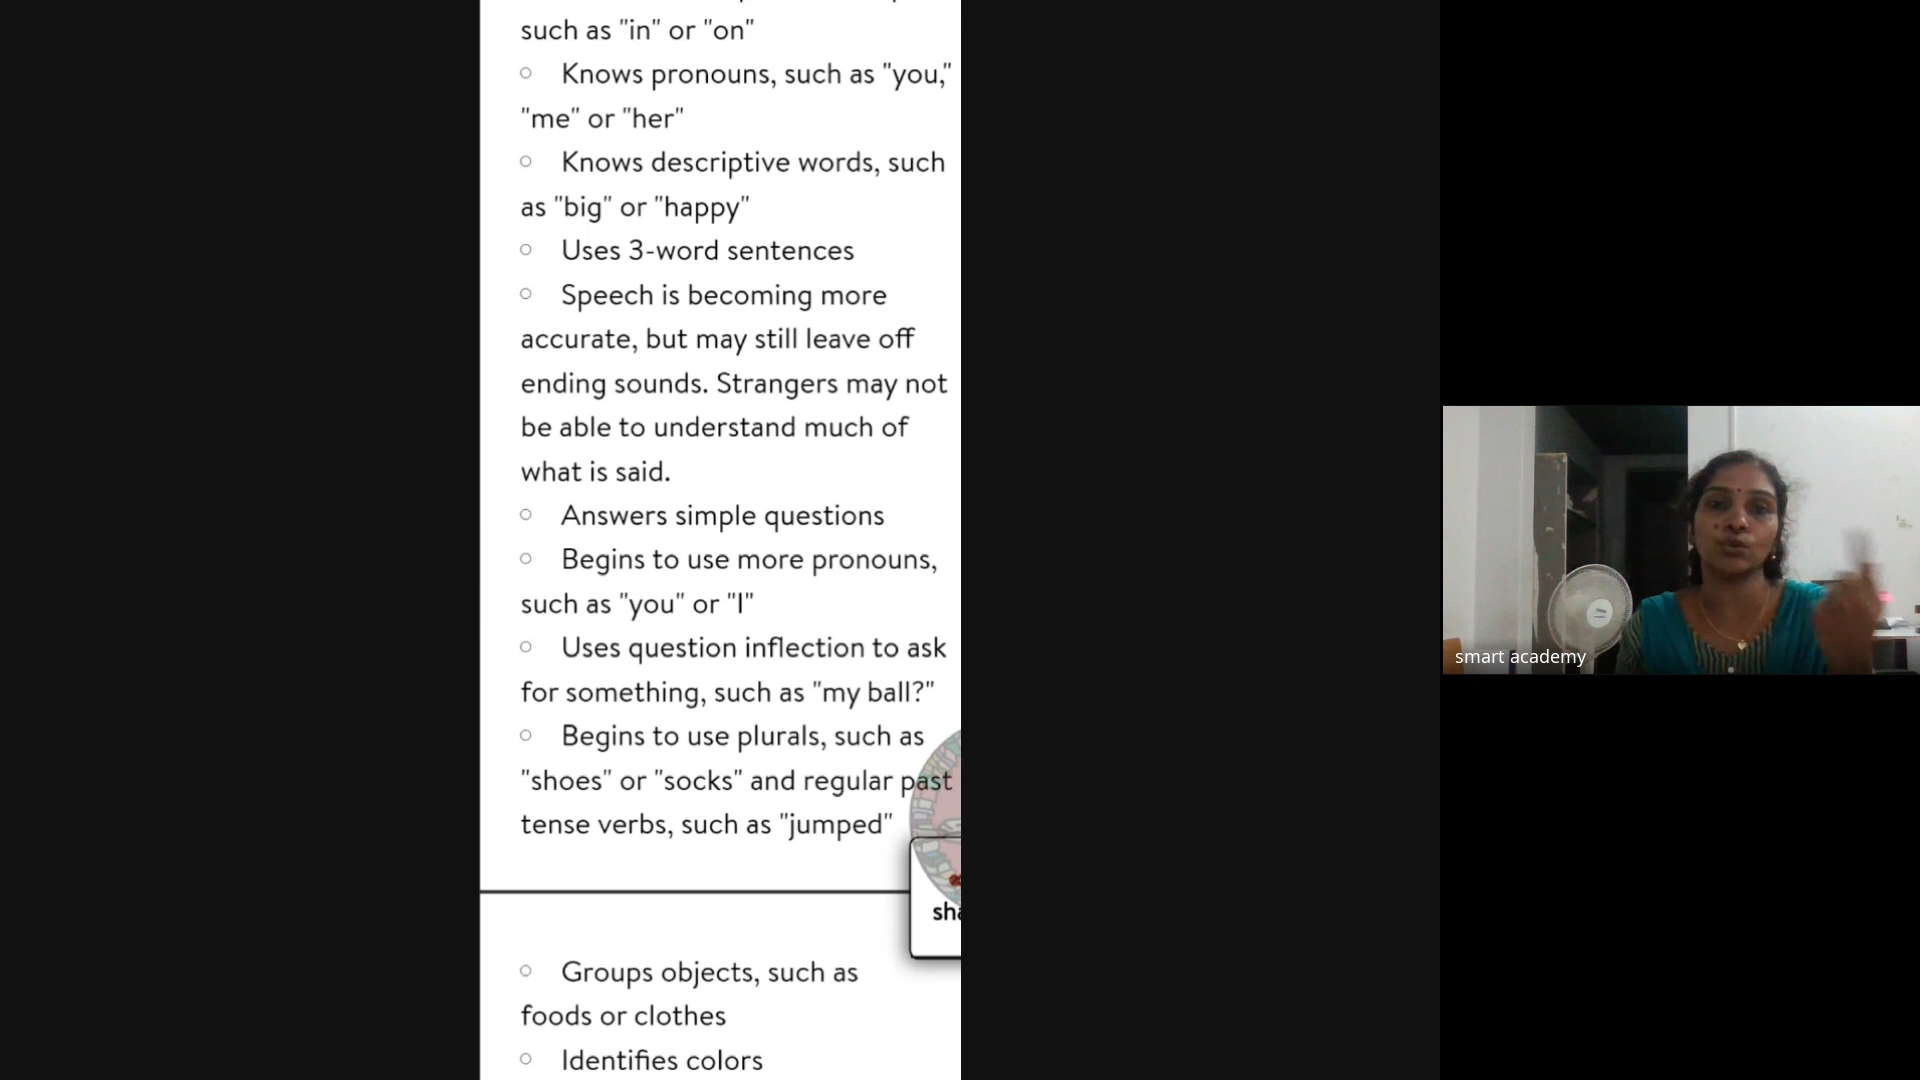 such as "in" or "on"
○ Knows pronouns, such as "you,"
"me" or "her"
○ Knows descriptive words, such
as "big" or "happy"
○ Uses 3-word sentences
○ Speech is becoming more
accurate, but may still leave off
ending sounds. Strangers may not
be able to understand much of
what is said.
○ Answers simple questions
○ Begins to use more pronouns,
such as "you" or "I"
○ Uses question inflection to ask
for something, such as "my ball?"
○ Begins to use plurals, such as
"shoes" or "socks" and regular past
tense verbs, such as "jumped"
sha
○ Groups objects, such as
foods or clothes
○ Identifies colors
smart academy